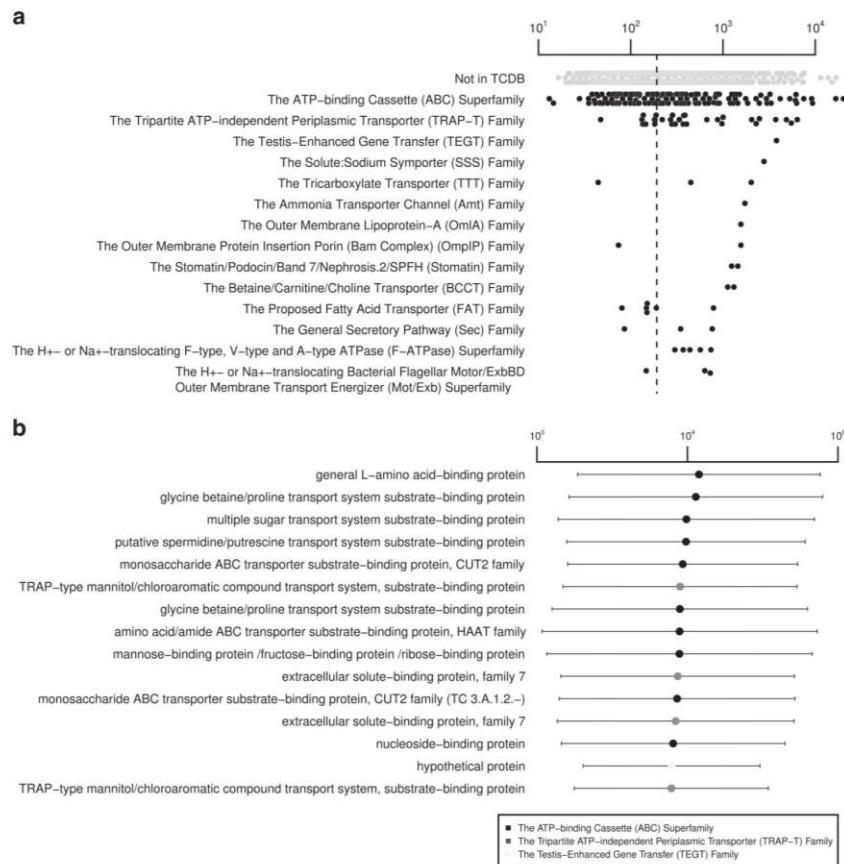 a
10¹ 10² 10³ 10⁴
Not in TCDB
The ATP−binding Cassette (ABC) Superfamily
The Tripartite ATP−independent Periplasmic Transporter (TRAP−T) Family
The Testis−Enhanced Gene Transfer (TEGT) Family
The Solute:Sodium Symporter (SSS) Family
The Tricarboxylate Transporter (TTT) Family
The Ammonia Transporter Channel (Amt) Family
The Outer Membrane Lipoprotein−A (OmlA) Family
The Outer Membrane Protein Insertion Porin (Bam Complex) (OmpIP) Family
The Stomatin/Podocin/Band 7/Nephrosis.2/SPFH (Stomatin) Family
The Betaine/Carnitine/Choline Transporter (BCCT) Family
The Proposed Fatty Acid Transporter (FAT) Family
The General Secretory Pathway (Sec) Family
The H+− or Na+−translocating F−type, V−type and A−type ATPase (F−ATPase) Superfamily
The H+− or Na+−translocating Bacterial Flagellar Motor/ExbBD
Outer Membrane Transport Energizer (Mot/Exb) Superfamily
b
10⁰ 10⁴
general L−amino acid−binding protein
glycine betaine/proline transport system substrate−binding protein
multiple sugar transport system substrate−binding protein
putative spermidine/putrescine transport system substrate−binding protein
monosaccharide ABC transporter substrate−binding protein, CUT2 family
TRAP−type mannitol/chloroaromatic compound transport system, substrate−binding protein
glycine betaine/proline transport system substrate−binding protein
amino acid/amide ABC transporter substrate−binding protein, HAAT family
mannose−binding protein /fructose−binding protein /ribose−binding protein
extracellular solute−binding protein, family 7
monosaccharide ABC transporter substrate−binding protein, CUT2 family (TC 3.A.1.2.−)
extracellular solute−binding protein, family 7
nucleoside−binding protein
hypothetical protein
TRAP−type mannitol/chloroaromatic compound transport system, substrate−binding protein
The ATP−binding Cassette (ABC) Superfamily
The Tripartite ATP−independent Periplasmic Transporter (TRAP−T) Family
The Testis−Enhanced Gene Transfer (TEGT) Family